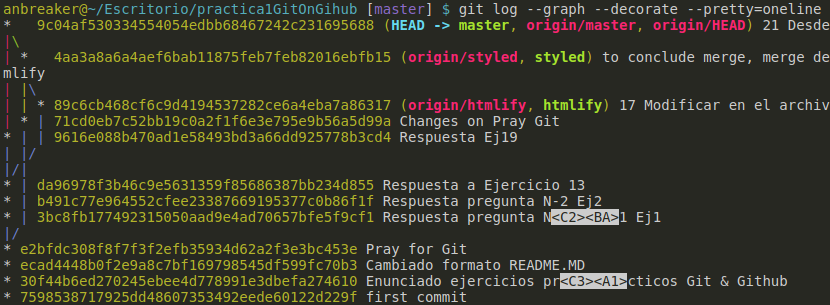 anbreaker@~/Escritorio/practica1GitOnGihub [master] $ git log --graph --decorate --pretty=oneline
*   9c04af530334554054edbb68467242c231695688 (HEAD -> master, origin/master, origin/HEAD) 21 Desde
|\
| *   4aa3a8a6a4aef6bab11875feb7feb82016ebfb15 (origin/styled, styled) to conclude merge, merge de
mlify
| |\
| | * 89c6cb468cf6c9d4194537282ce6a4eba7a86317 (origin/htmlify, htmlify) 17 Modificar en el archiv
| * | 71cd0eb7c52bb19c0a2f1f6e3e795e9b56a5d99a Changes on Pray Git
* | | 9616e088b470ad1e58493bd3a66dd925778b3cd4 Respuesta Ej19
| |/
|/|
* | da96978f3b46c9e5631359f85686387bb234d855 Respuesta a Ejercicio 13
* | b491c77e964552cfee23387669195377c0b86f1f Respuesta pregunta N-2 Ej2
* | 3bc8fb177492315050aad9e4ad70657bfe5f9cf1 Respuesta pregunta N<C2><BA>1 Ej1
|/
* e2bfdc308f8f7f3f2efb35934d62a2f3e3bc453e Pray for Git
* ecad4448b0f2e9a8c7bf169798545df599fc70b3 Cambiado formato README.MD
* 30f44b6ed270245ebee4d778991e3dbefa274610 Enunciado ejercicios pr<C3><A1>cticos Git & Github
* 7598538717925dd48607353492eede60122d229f first commit